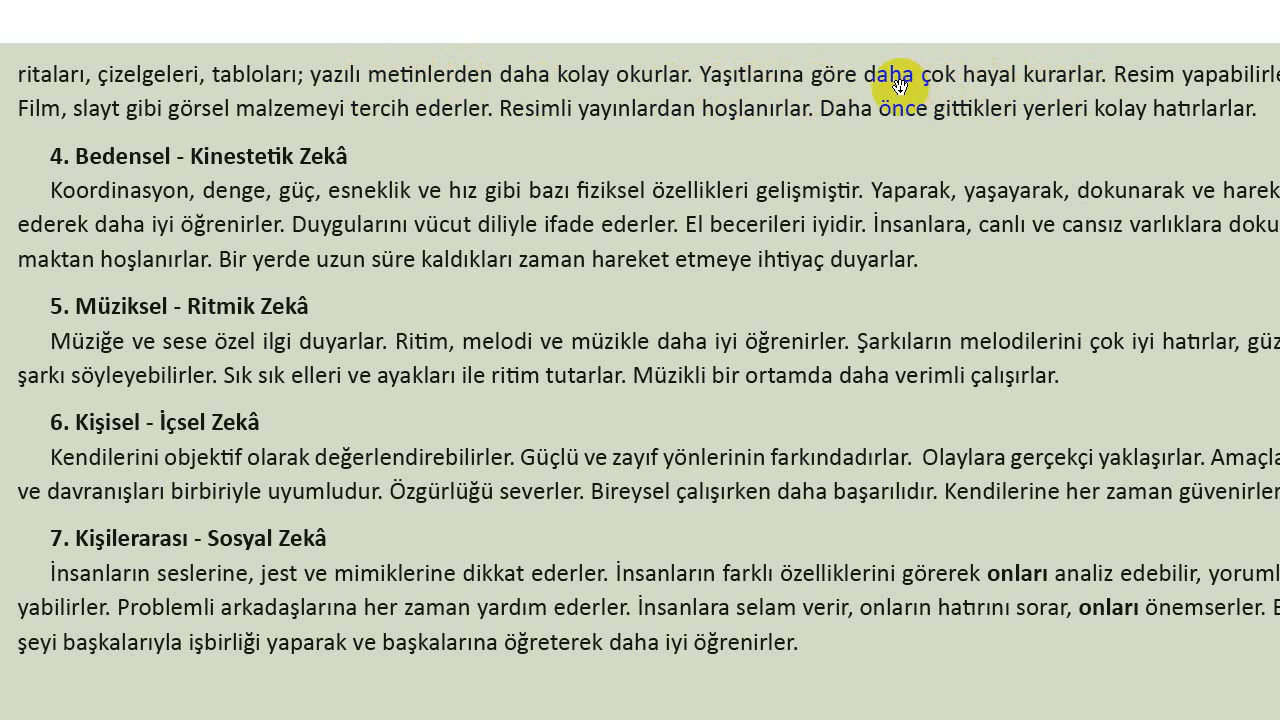 ritaları, çizelgeleri, tabloları; yazılı metinlerden daha kolay okurlar. Yaşıtlarına göre daha çok hayal kurarlar. Resim
Film, slayt gibi görsel malzemeyi tercih ederler. Resimli yayınlardan hoşlanırlar. Daha önce gittikleri yerleri kolay hatırlarlar.
4. Bedensel - Kinestetik Zekâ
Koordinasyon, denge, güç, esneklik ve hız gibi bazı fiziksel özellikleri gelişmiştir. Yaparak, yaşayarak, dokunarak ve harek
ederek daha iyi öğrenirler. Duygularını vücut diliyle ifade ederler. El becerileri iyidir. İnsanlara, canlı ve cansız varlıklara doku
maktan hoşlanırlar. Bir yerde uzun süre kaldıkları zaman hareket etmeye ihtiyaç duyarlar.
5. Müziksel - Ritmik Zekâ
Müziğe ve sese özel ilgi duyarlar. Ritim, melodi ve müzikle daha iyi öğrenirler. Şarkıların melodilerini çok iyi hatırlar, güz
şarkı söyleyebilirler. Sık sık elleri ve ayakları ile ritim tutarlar. Müzikli bir ortamda daha verimli çalışırlar.
6. Kişisel - İçsel Zekâ
Kendilerini objektif olarak değerlendirebilirler. Güçlü ve zayıf yönlerinin farkındadırlar. Olaylara gerçekçi yaklaşırlar.
ve davranışları birbiriyle uyumludur. Özgürlüğü severler. Bireysel çalışırken daha başarılıdır. Kendilerine her zaman güvenirler
7. Kişilerarası - Sosyal Zekâ
İnsanların seslerine, jest ve mimiklerine dikkat ederler. İnsanların farklı özelliklerini görerek onları analiz edebilir, yoruml
yabilirler. Problemli arkadaşlarına her zaman yardım ederler. İnsanlara selam verir, onların hatırını sorar, onları önemserler.
şeyi başkalarıyla işbirliği yaparak ve başkalarına öğreterek daha iyi öğrenirler.